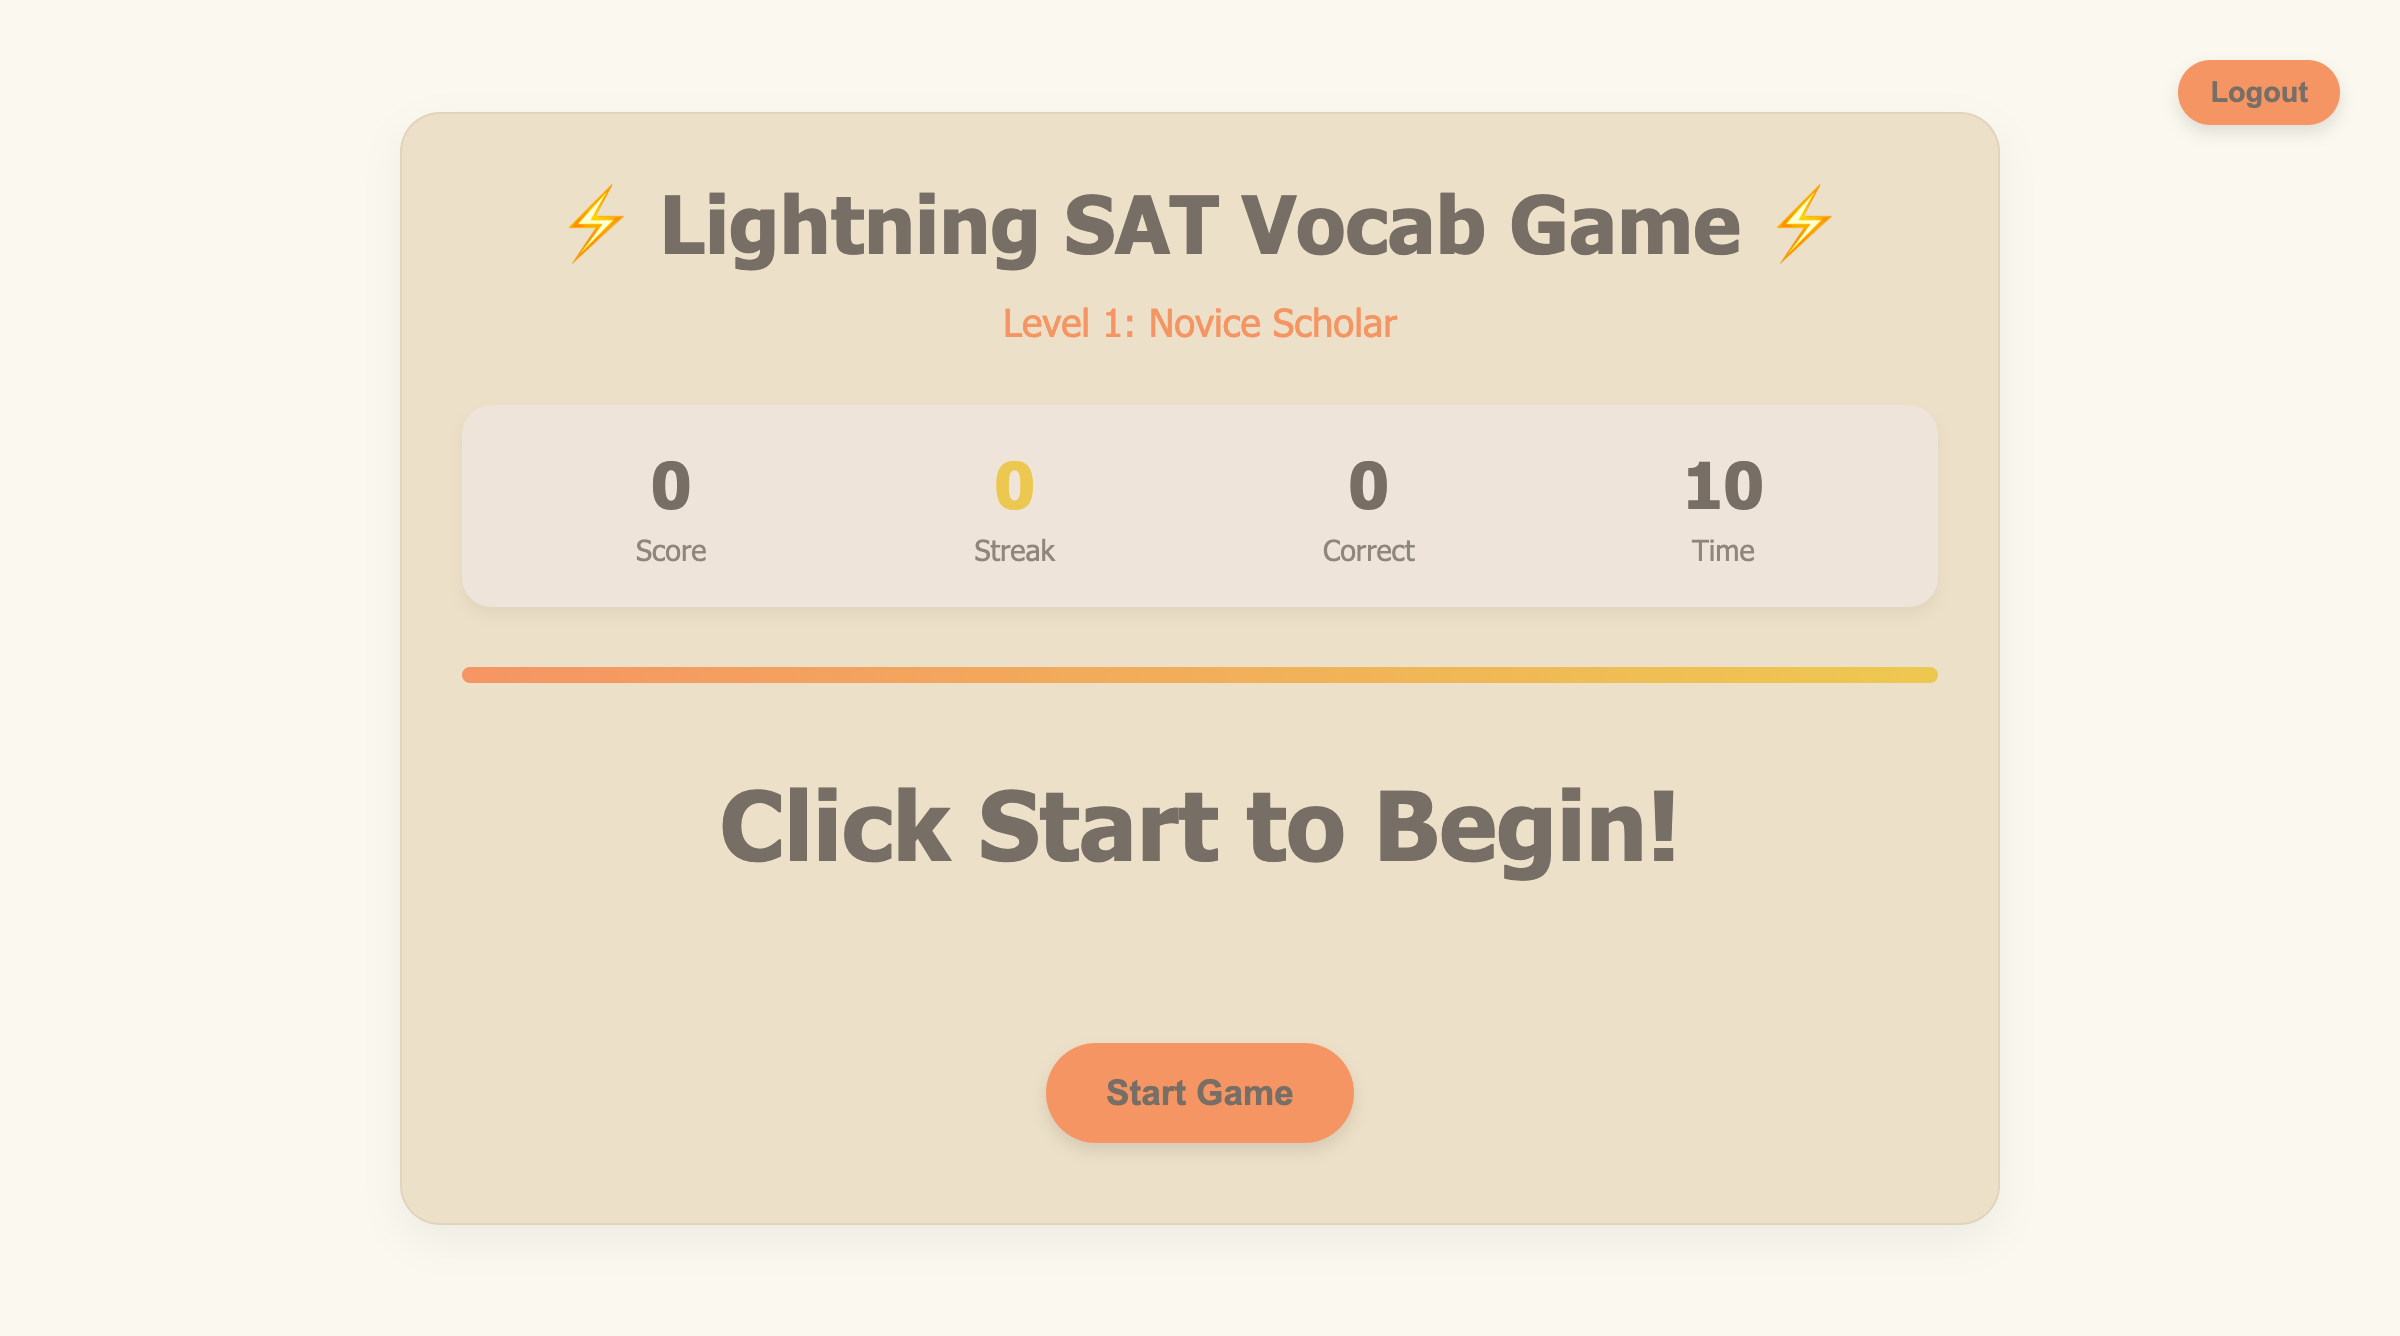 Logout
⚡ Lightning SAT Vocab Game ⚡
Level 1: Novice Scholar
0 0 0 10
Score Streak Correct Time
Click Start to Begin!
Start Game